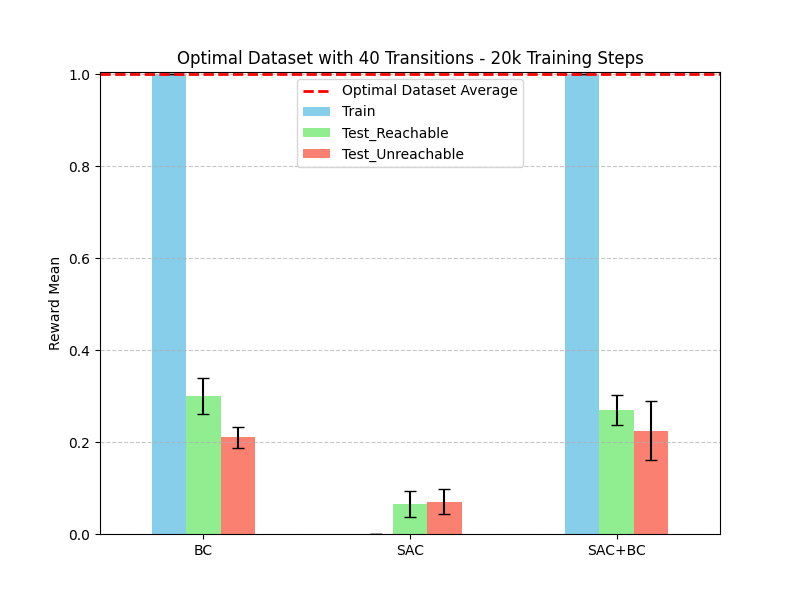 Optimal Dataset with 40 Transitions - 20k Training Steps
Optimal Dataset Average
Train
Test_Reachable
Test_Unreachable
Reward Mean
1.0
0.8
0.6
0.4
0.2
0.0
BC
SAC
SAC+BC